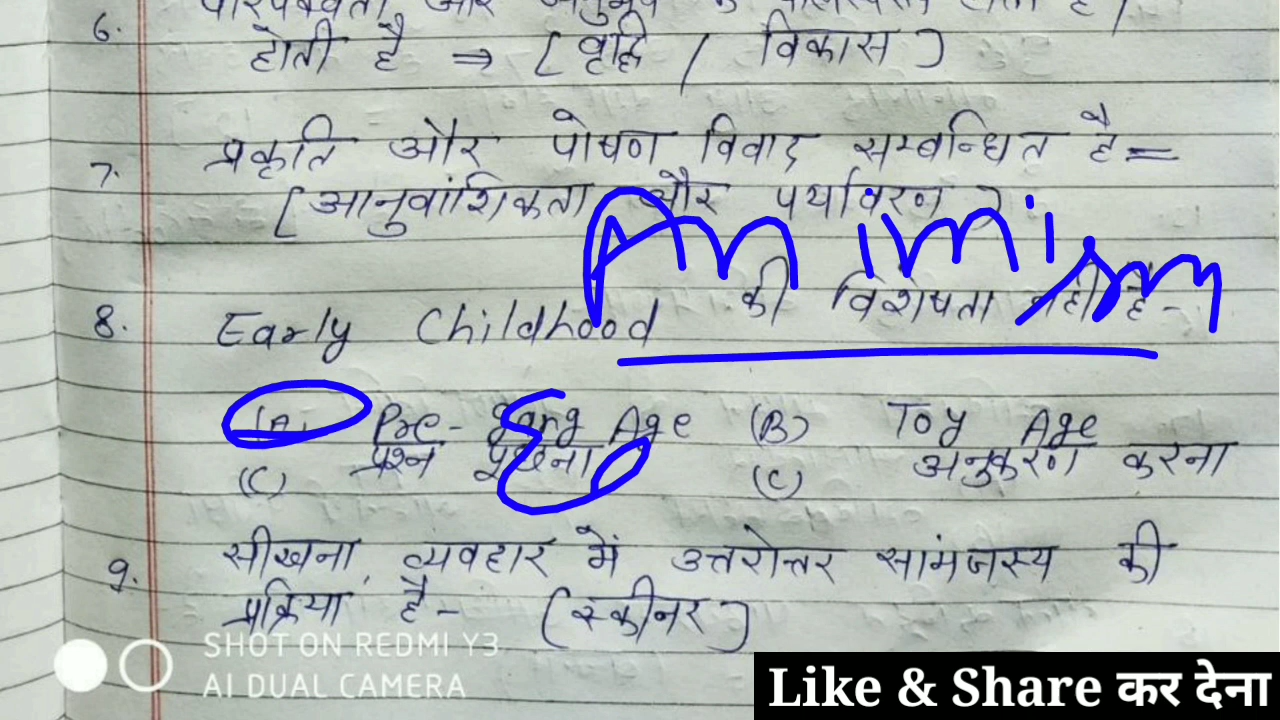 6.
होती है ⇒ [ वृद्धि / विकास )
7. प्रकृति और पोषण विवाद सम्बन्धित है =
[ आनुवांशिकता और पर्यावरण )
Animism
8. Early Childhood की विशेषता नहीं है -
(A) Pre- gang Age (B) Toy Age
(C) प्रश्न पूछना (C) अनुकरण करना
9. सीखना, व्यवहार में उत्तरोत्तर सामंजस्य की
प्रक्रिया है - (स्कीनर)
SHOT ON REDMI Y3
AI DUAL CAMERA
Like & Share कर देना